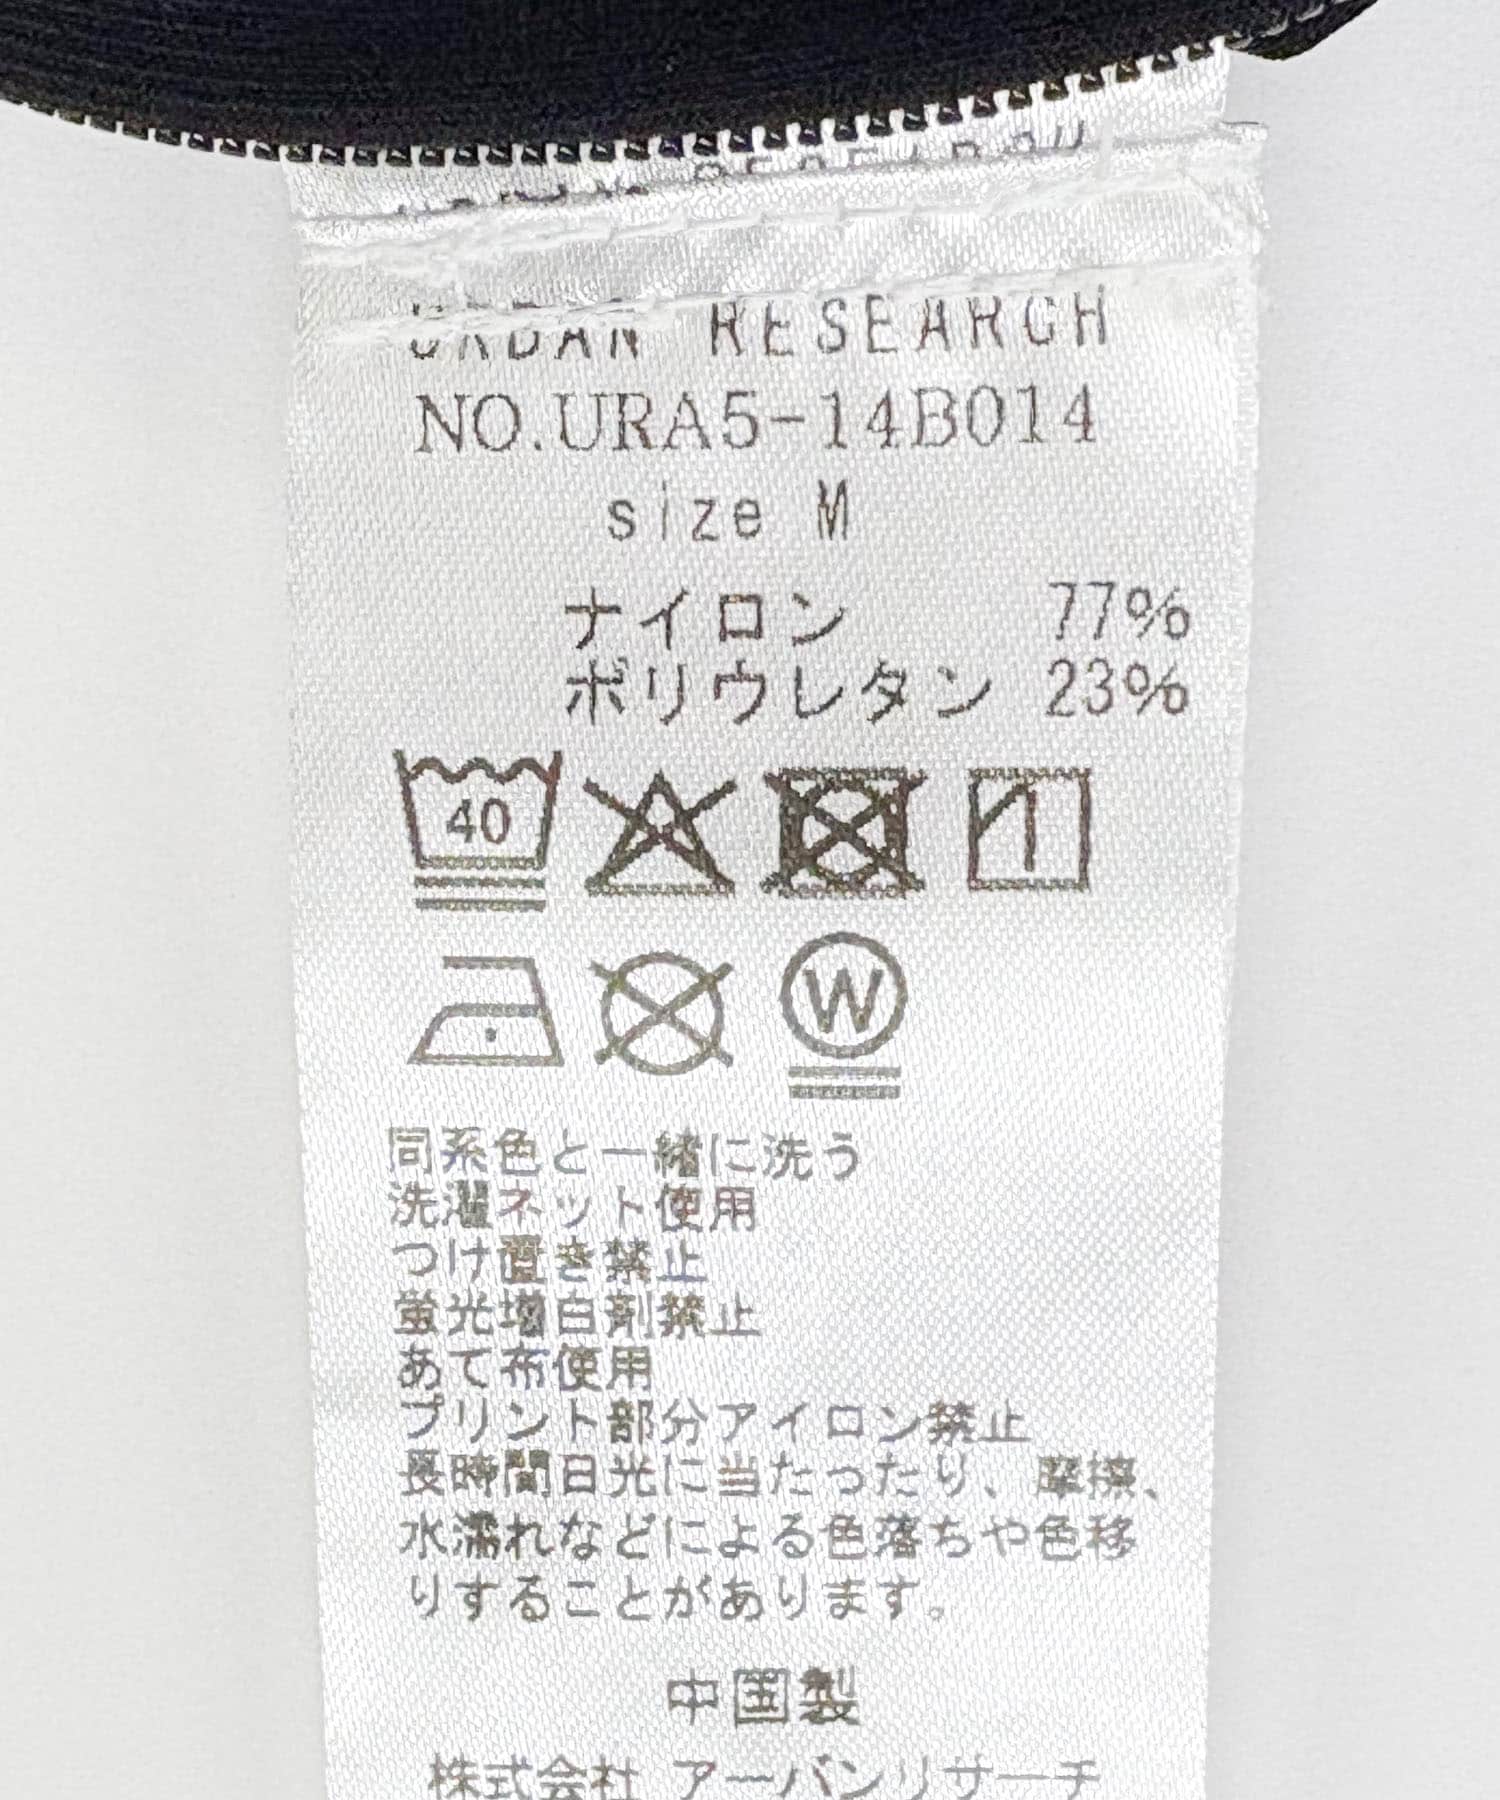 URBAN RESEARCH
NO.URA5-14B014
size M
ナイロン 77%
ポリウレタン 23%
40
W
同系色と一緒に洗う
洗濯ネット使用
つけ置き禁止
蛍光増白剤禁止
あて布使用
プリント部分アイロン禁止
長時間日光に当たったり、摩擦、
水濡れなどによる色落ちや色移
りすることがあります。
中国製
株式会社 アーバンリサーチ